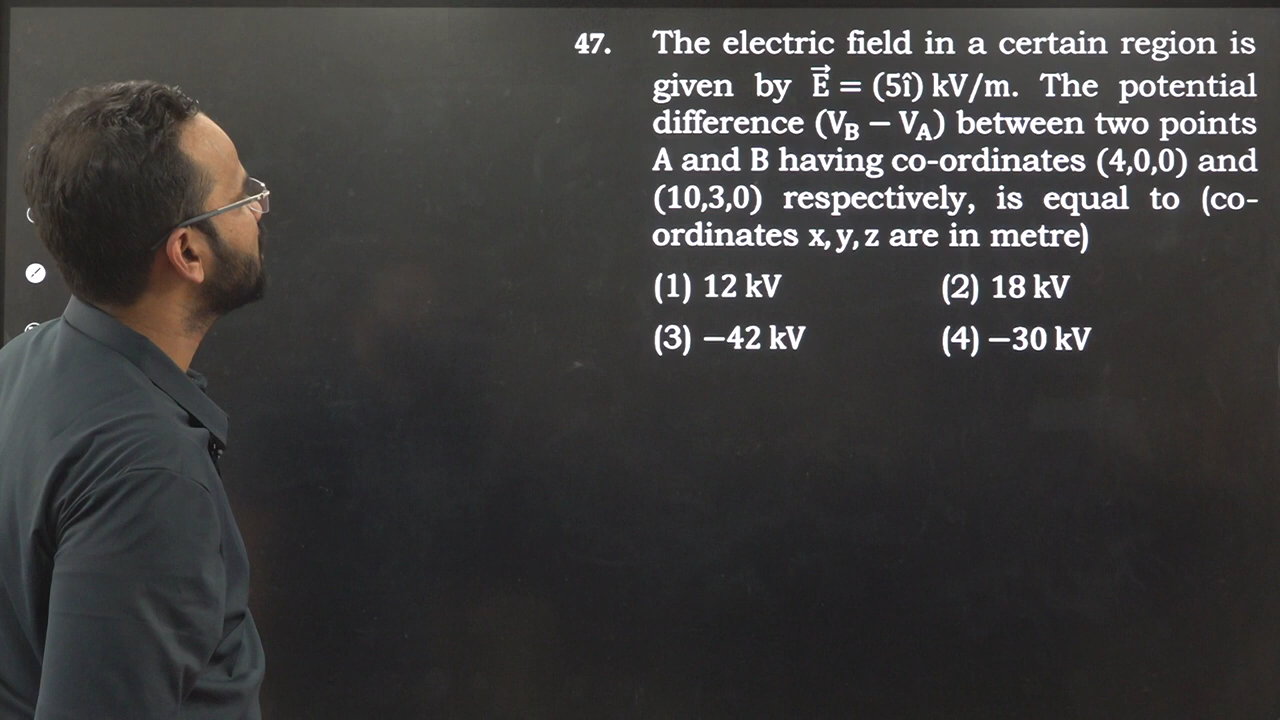 47. The electric field in a certain region is
given by E⃗ = (5î) kV/m. The potential
difference (V_B − V_A) between two points
A and B having co-ordinates (4,0,0) and
(10,3,0) respectively, is equal to (co-
ordinates x, y, z are in metre)
(1) 12 kV (2) 18 kV
(3) −42 kV (4) −30 kV